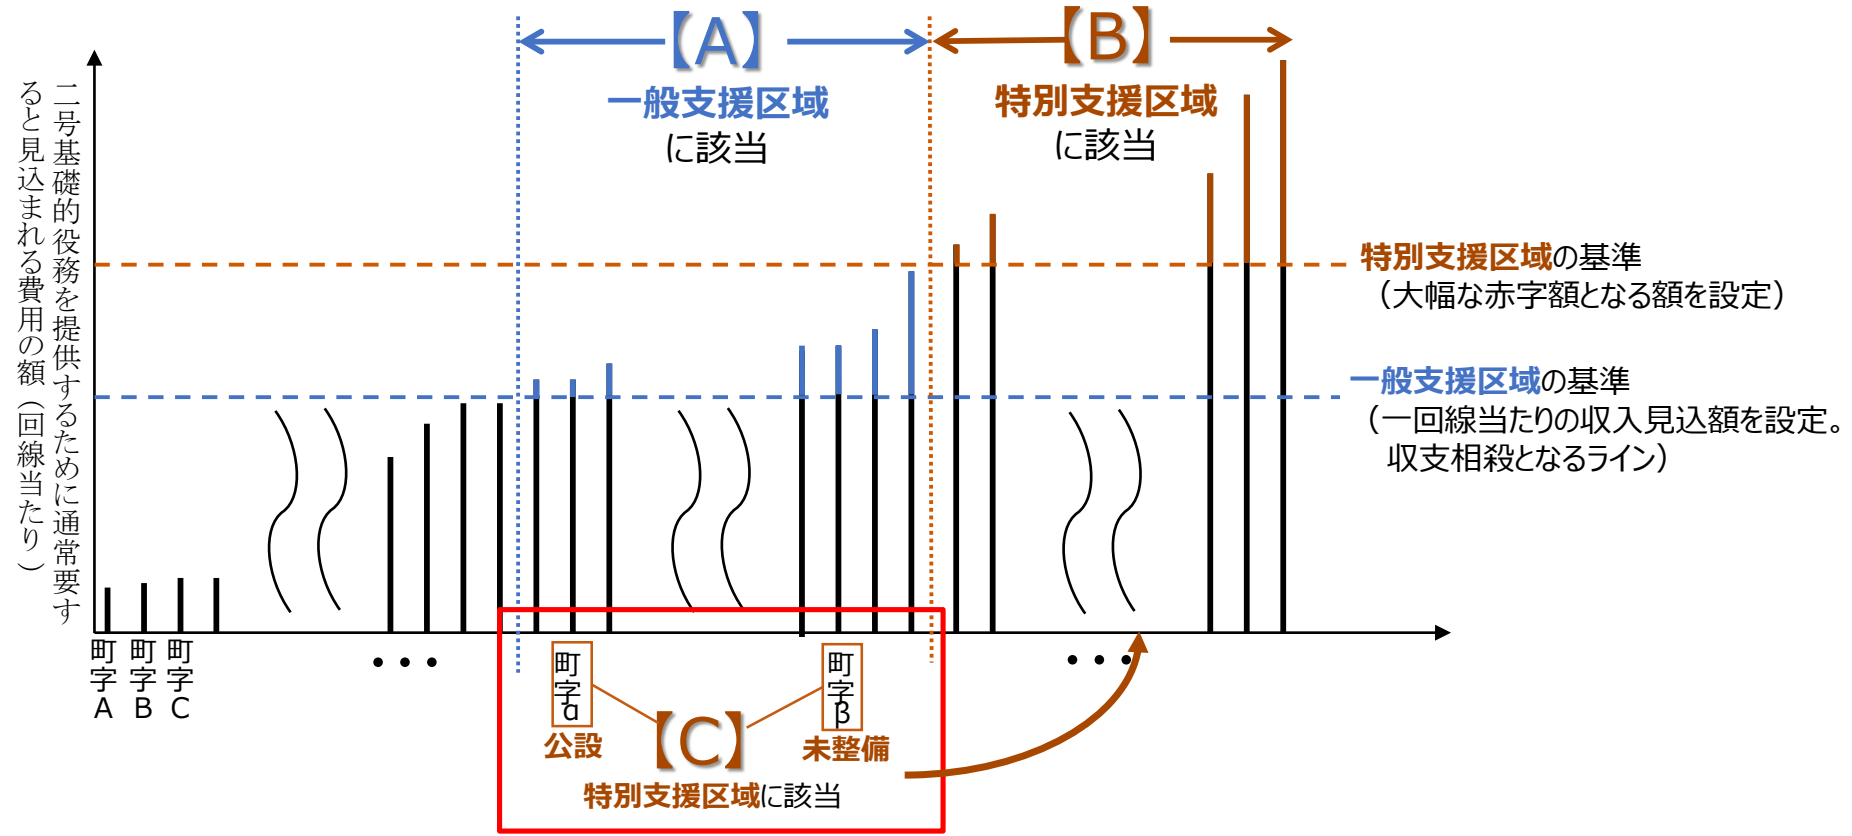 二号基礎的役務を提供するために通常要す
ると見込まれる費用の額（回線当たり）
【A】
一般支援区域
に該当
【B】
特別支援区域
に該当
特別支援区域の基準
（大幅な赤字額となる額を設定）
一般支援区域の基準
（一回線当たりの収入見込額を設定。
収支相殺となるライン）
町字A
町字B
町字C
・・・
町字α
公設
【C】
町字β
未整備
特別支援区域に該当
・・・